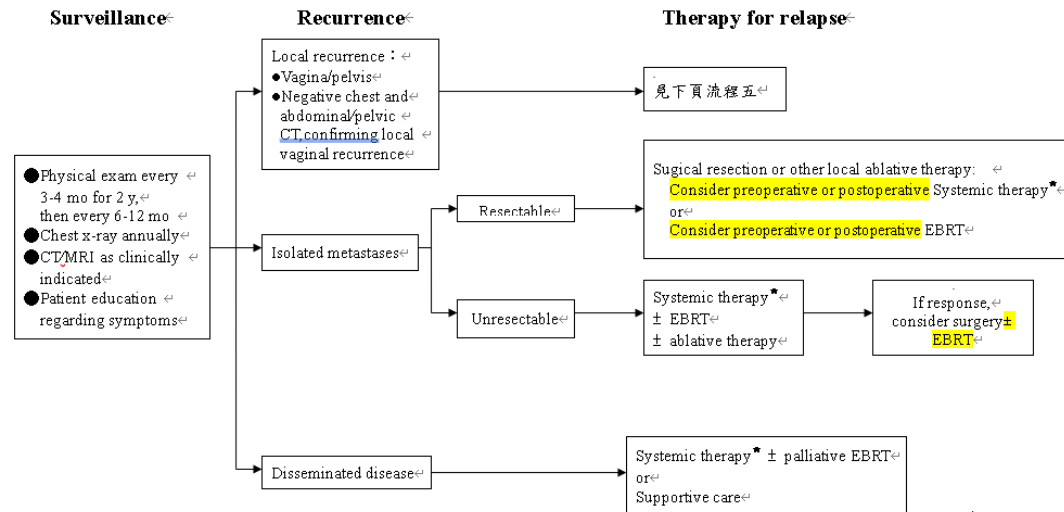 Surveillance
Recurrence
Therapy for relapse
Local recurrence：
●Vagina/pelvis
●Negative chest and
abdominal/pelvic
CT,confirming local
vaginal recurrence
見下頁流程五
●Physical exam every
3-4 mo for 2 y,
then every 6-12 mo
●Chest x-ray annually
●CT/MRI as clinically
indicated
●Patient education
regarding symptoms
Isolated metastases
Resectable
Sugical resection or other local ablative therapy:
Consider preoperative or postoperative Systemic therapy*
or
Consider preoperative or postoperative EBRT
Unresectable
Systemic therapy*
± EBRT
± ablative therapy
If response,
consider surgery±
EBRT
Disseminated disease
Systemic therapy* ± palliative EBRT
or
Supportive care